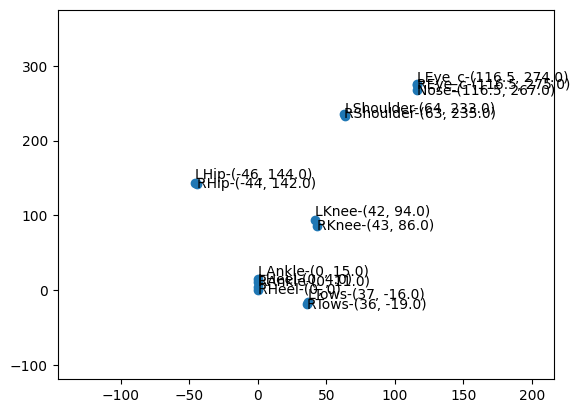 300
200
100
0
−100
−100
−50
0
50
100
150
200
LEye_c-(116.5, 274.0)
REye_c-(116.5, 275.0)
Nose-(116.5, 267.0)
LShoulder-(64, 233.0)
RShoulder-(63, 235.0)
LHip-(-46, 144.0)
RHip-(-44, 142.0)
LKnee-(42, 94.0)
RKnee-(43, 86.0)
LAnkle-(0, 15.0)
RHeel-(0, 0)
LTows-(37, -16.0)
RTows-(36, -19.0)